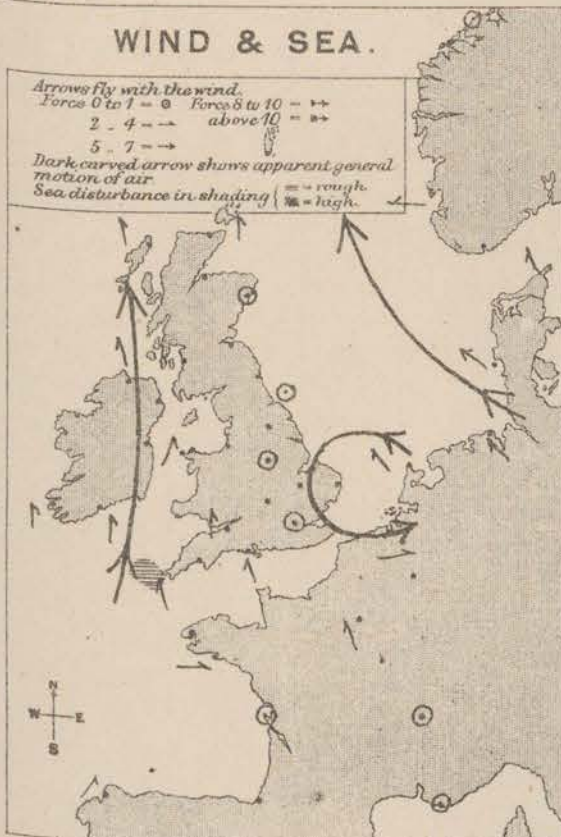 WIND & SEA.
Arrows fly with the wind.
Force 0 to 1 = ⊙ Force 8 to 10 = ↦
2 „ 4 = → above 10 = ↦
5 „ 7 = →
Dark curved arrow shows apparent general
motion of air.
Sea disturbance in shading { = rough.
= high.
N
W E
S